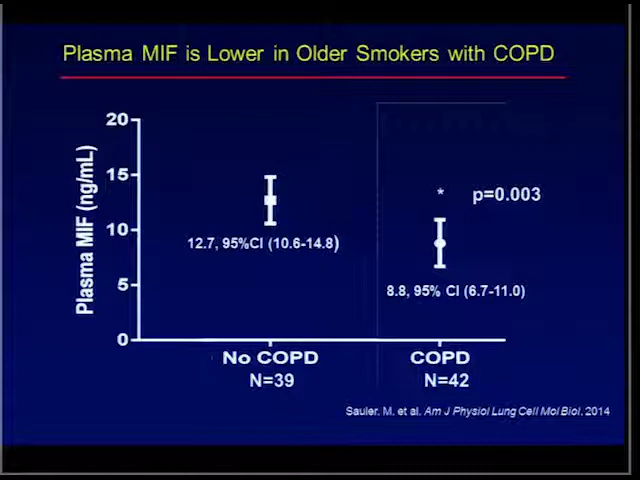 Plasma MIF is Lower in Older Smokers with COPD
20
15
10
5
0
Plasma MIF (ng/mL)
12.7, 95%CI (10.6-14.8)
* p=0.003
8.8, 95% CI (6.7-11.0)
No COPD COPD
N=39 N=42
Sauler, M. et al. Am J Physiol Lung Cell Mol Biol. 2014